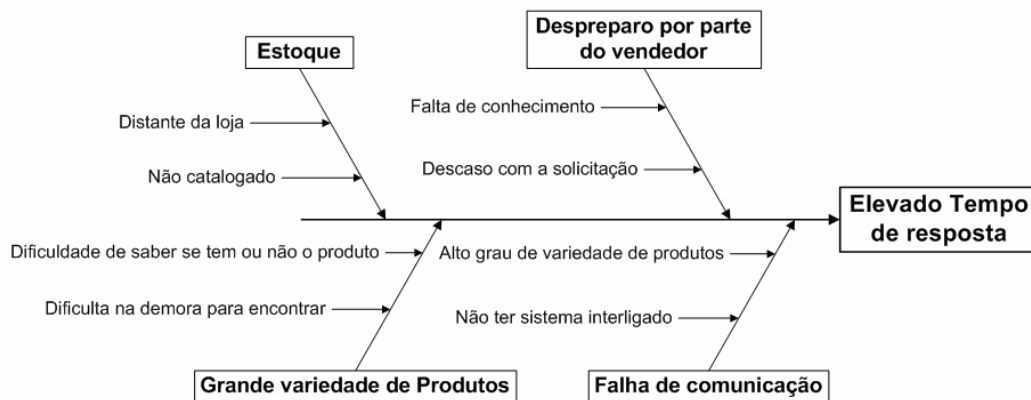 Despreparo por parte
do vendedor
Estoque
Falta de conhecimento
Distante da loja
Descaso com a solicitação
Não catalogado
Elevado Tempo
de resposta
Dificuldade de saber se tem ou não o produto
Alto grau de variedade de produtos
Dificulta na demora para encontrar
Não ter sistema interligado
Grande variedade de Produtos
Falha de comunicação